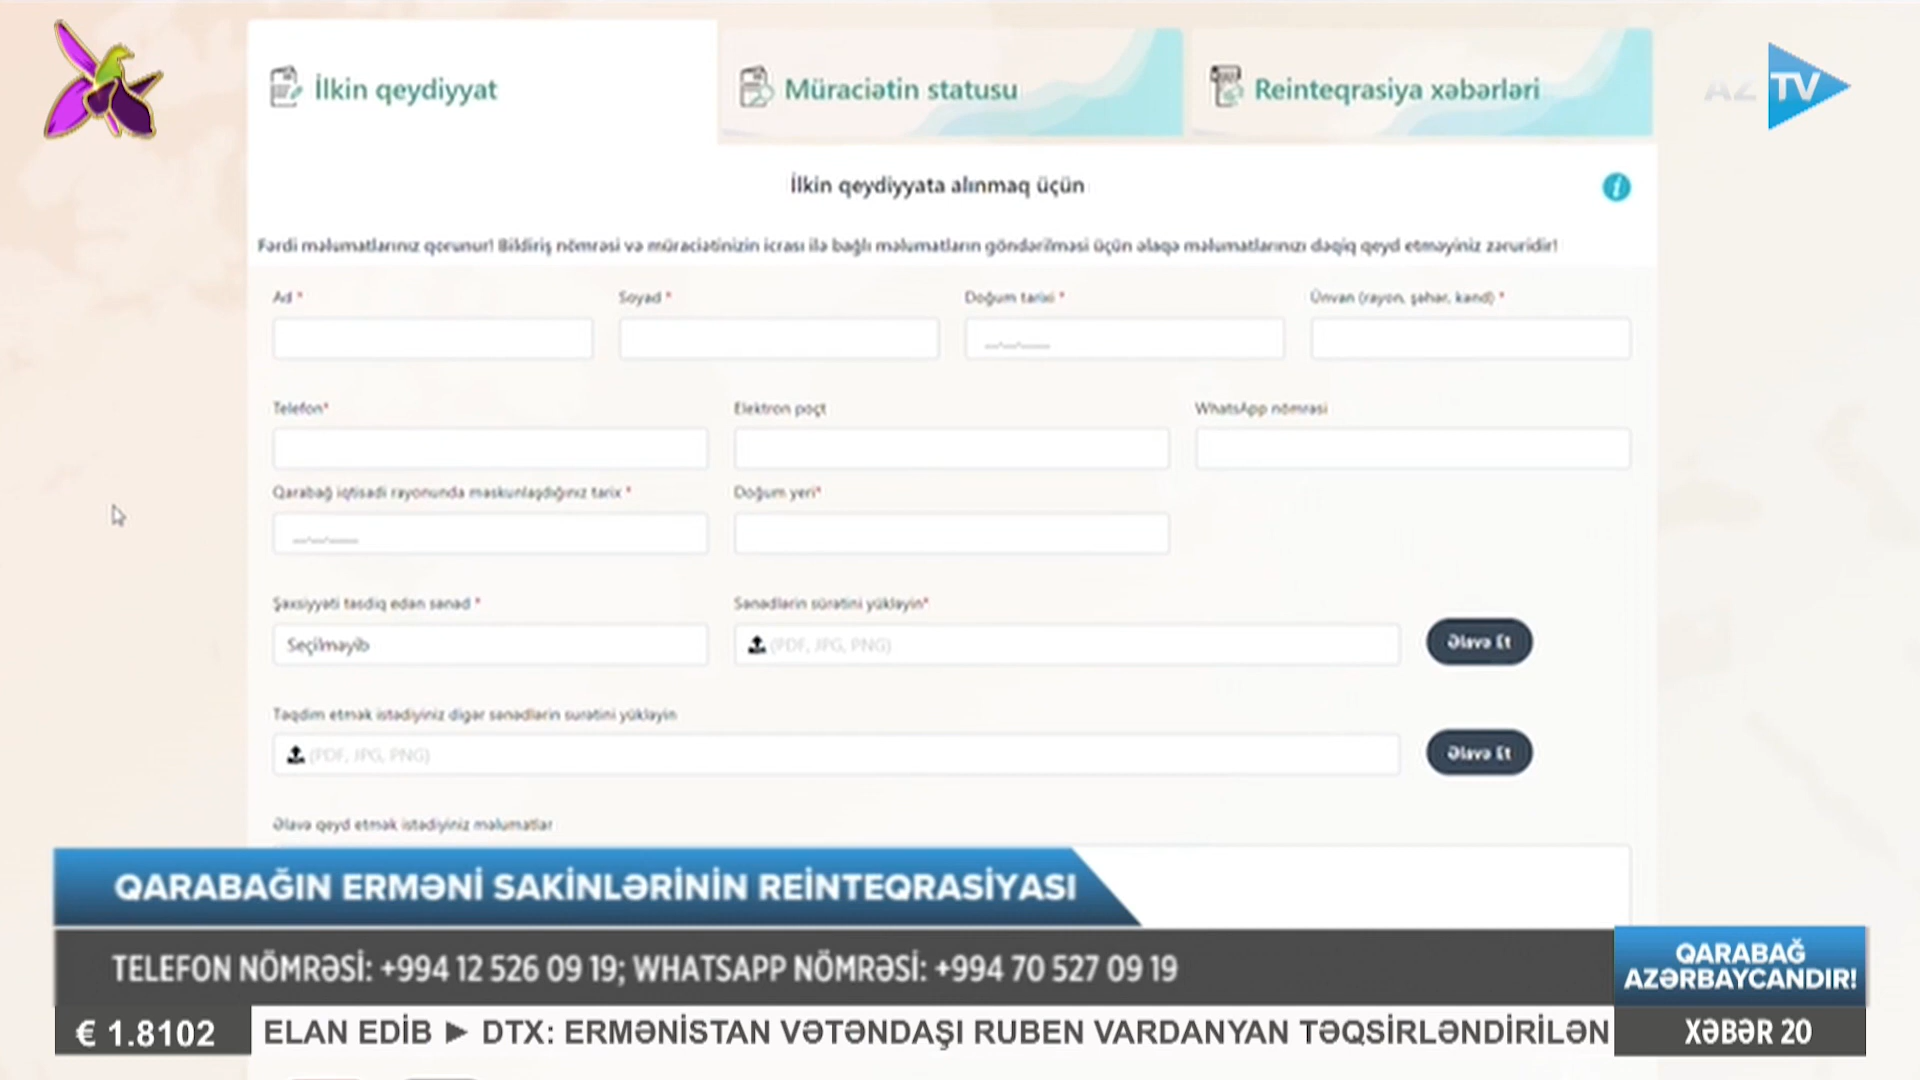 İlkin qeydiyyat
Müraciətin statusu
Reinteqrasiya xəbərləri
AZ TV
İlkin qeydiyyata alınmaq üçün
i
Fərdi məlumatlarınız qorunur! Bildiriş nömrəsi və müraciətinizin icrası ilə bağlı məlumatların göndərilməsi üçün əlaqə məlumatlarınızı dəqiq qeyd etməyiniz zəruridir!
Ad *
Soyad *
Doğum tarixi *
Ünvan (rayon, şəhər, kənd) *
__.__.____
Telefon*
Elektron poçt
WhatsApp nömrəsi
Qarabağ iqtisadi rayonunda məskunlaşdığınız tarix *
Doğum yeri*
__.__.____
Şəxsiyyəti təsdiq edən sənəd *
Sənədlərin surətini yükləyin*
Seçilməyib
(PDF, JPG, PNG)
Əlavə Et
Təqdim etmək istədiyiniz digər sənədlərin surətini yükləyin
(PDF, JPG, PNG)
Əlavə Et
Əlavə qeyd etmək istədiyiniz məlumatlar
QARABAĞIN ERMƏNİ SAKİNLƏRİNİN REİNTEQRASİYASI
TELEFON NÖMRƏSİ: +994 12 526 09 19; WHATSAPP NÖMRƏSİ: +994 70 527 09 19
QARABAĞ
AZƏRBAYCANDIR!
€ 1.8102
ELAN EDİB ► DTX: ERMƏNİSTAN VƏTƏNDAŞI RUBEN VARDANYAN TƏQSİRLƏNDİRİLƏN
XƏBƏR 20